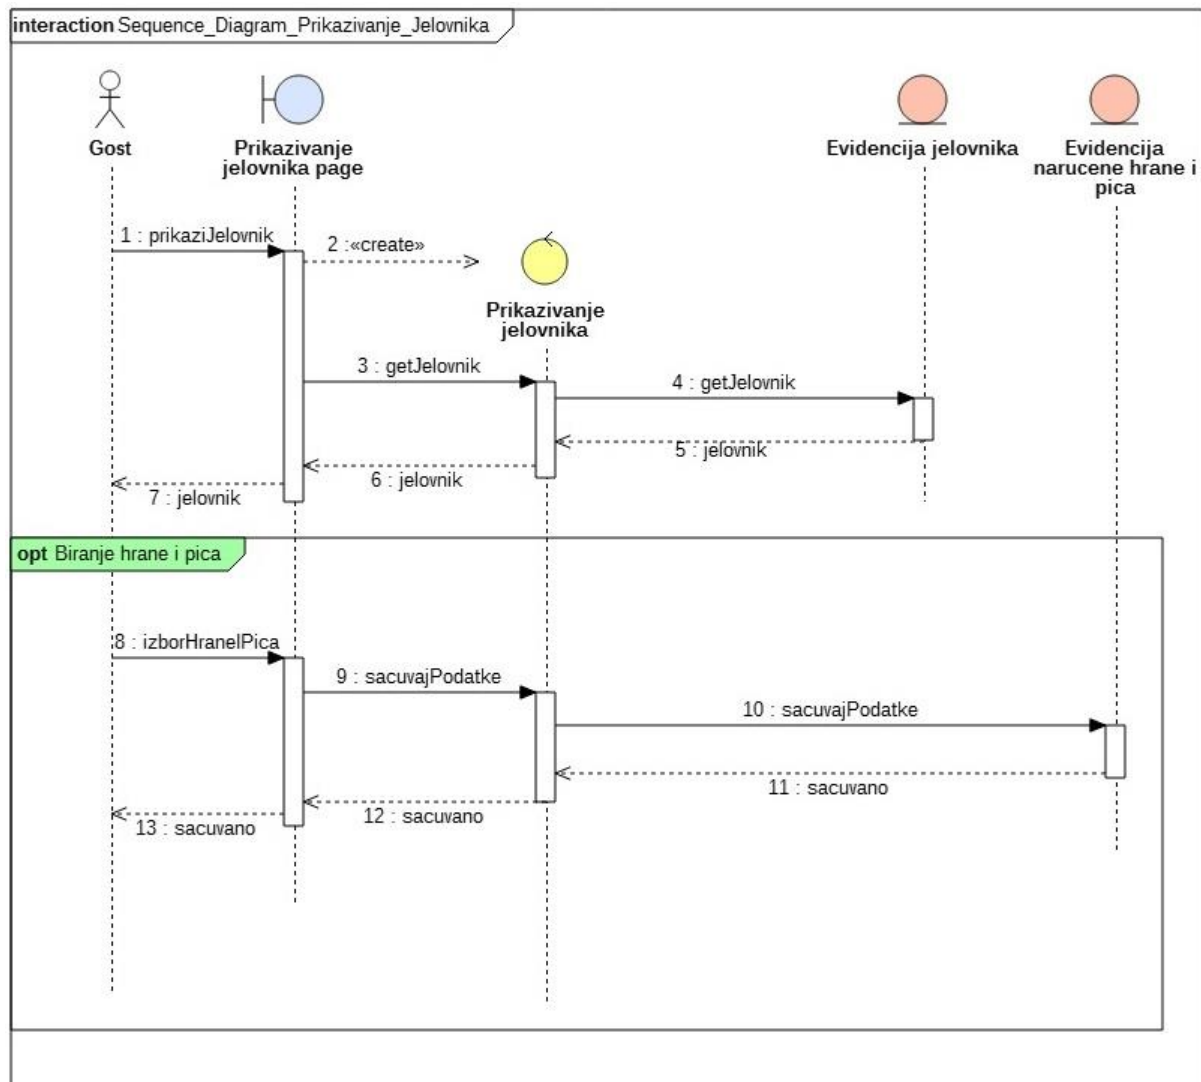 interaction Sequence_Diagram_Prikazivanje_Jelovnika
Gost
Prikazivanje
jelovnika page
Evidencija jelovnika
Evidencija
narucene hrane i
pica
1 : prikaziJelovnik
2 :«create»
Prikazivanje
jelovnika
3 : getJelovnik
4 : getJelovnik
5 : jelovnik
6 : jelovnik
7 : jelovnik
opt Biranje hrane i pica
8 : izborHraneIPica
9 : sacuvajPodatke
10 : sacuvajPodatke
11 : sacuvano
12 : sacuvano
13 : sacuvano